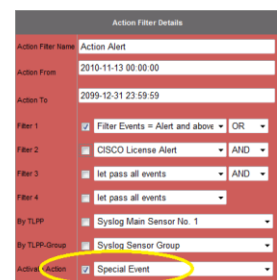 Action Filter Details
Action Filter Name Action Alert
Action From 2010-11-13 00:00:00
Action To 2099-12-31 23:59:59
Filter 1 Filter Events = Alert and above OR
Filter 2 CISCO License Alert AND
Filter 3 let pass all events AND
Filter 4 let pass all events
By TLPP Syslog Main Sensor No. 1
By TLPP-Group Syslog Sensor Group
Activate Action Special Event